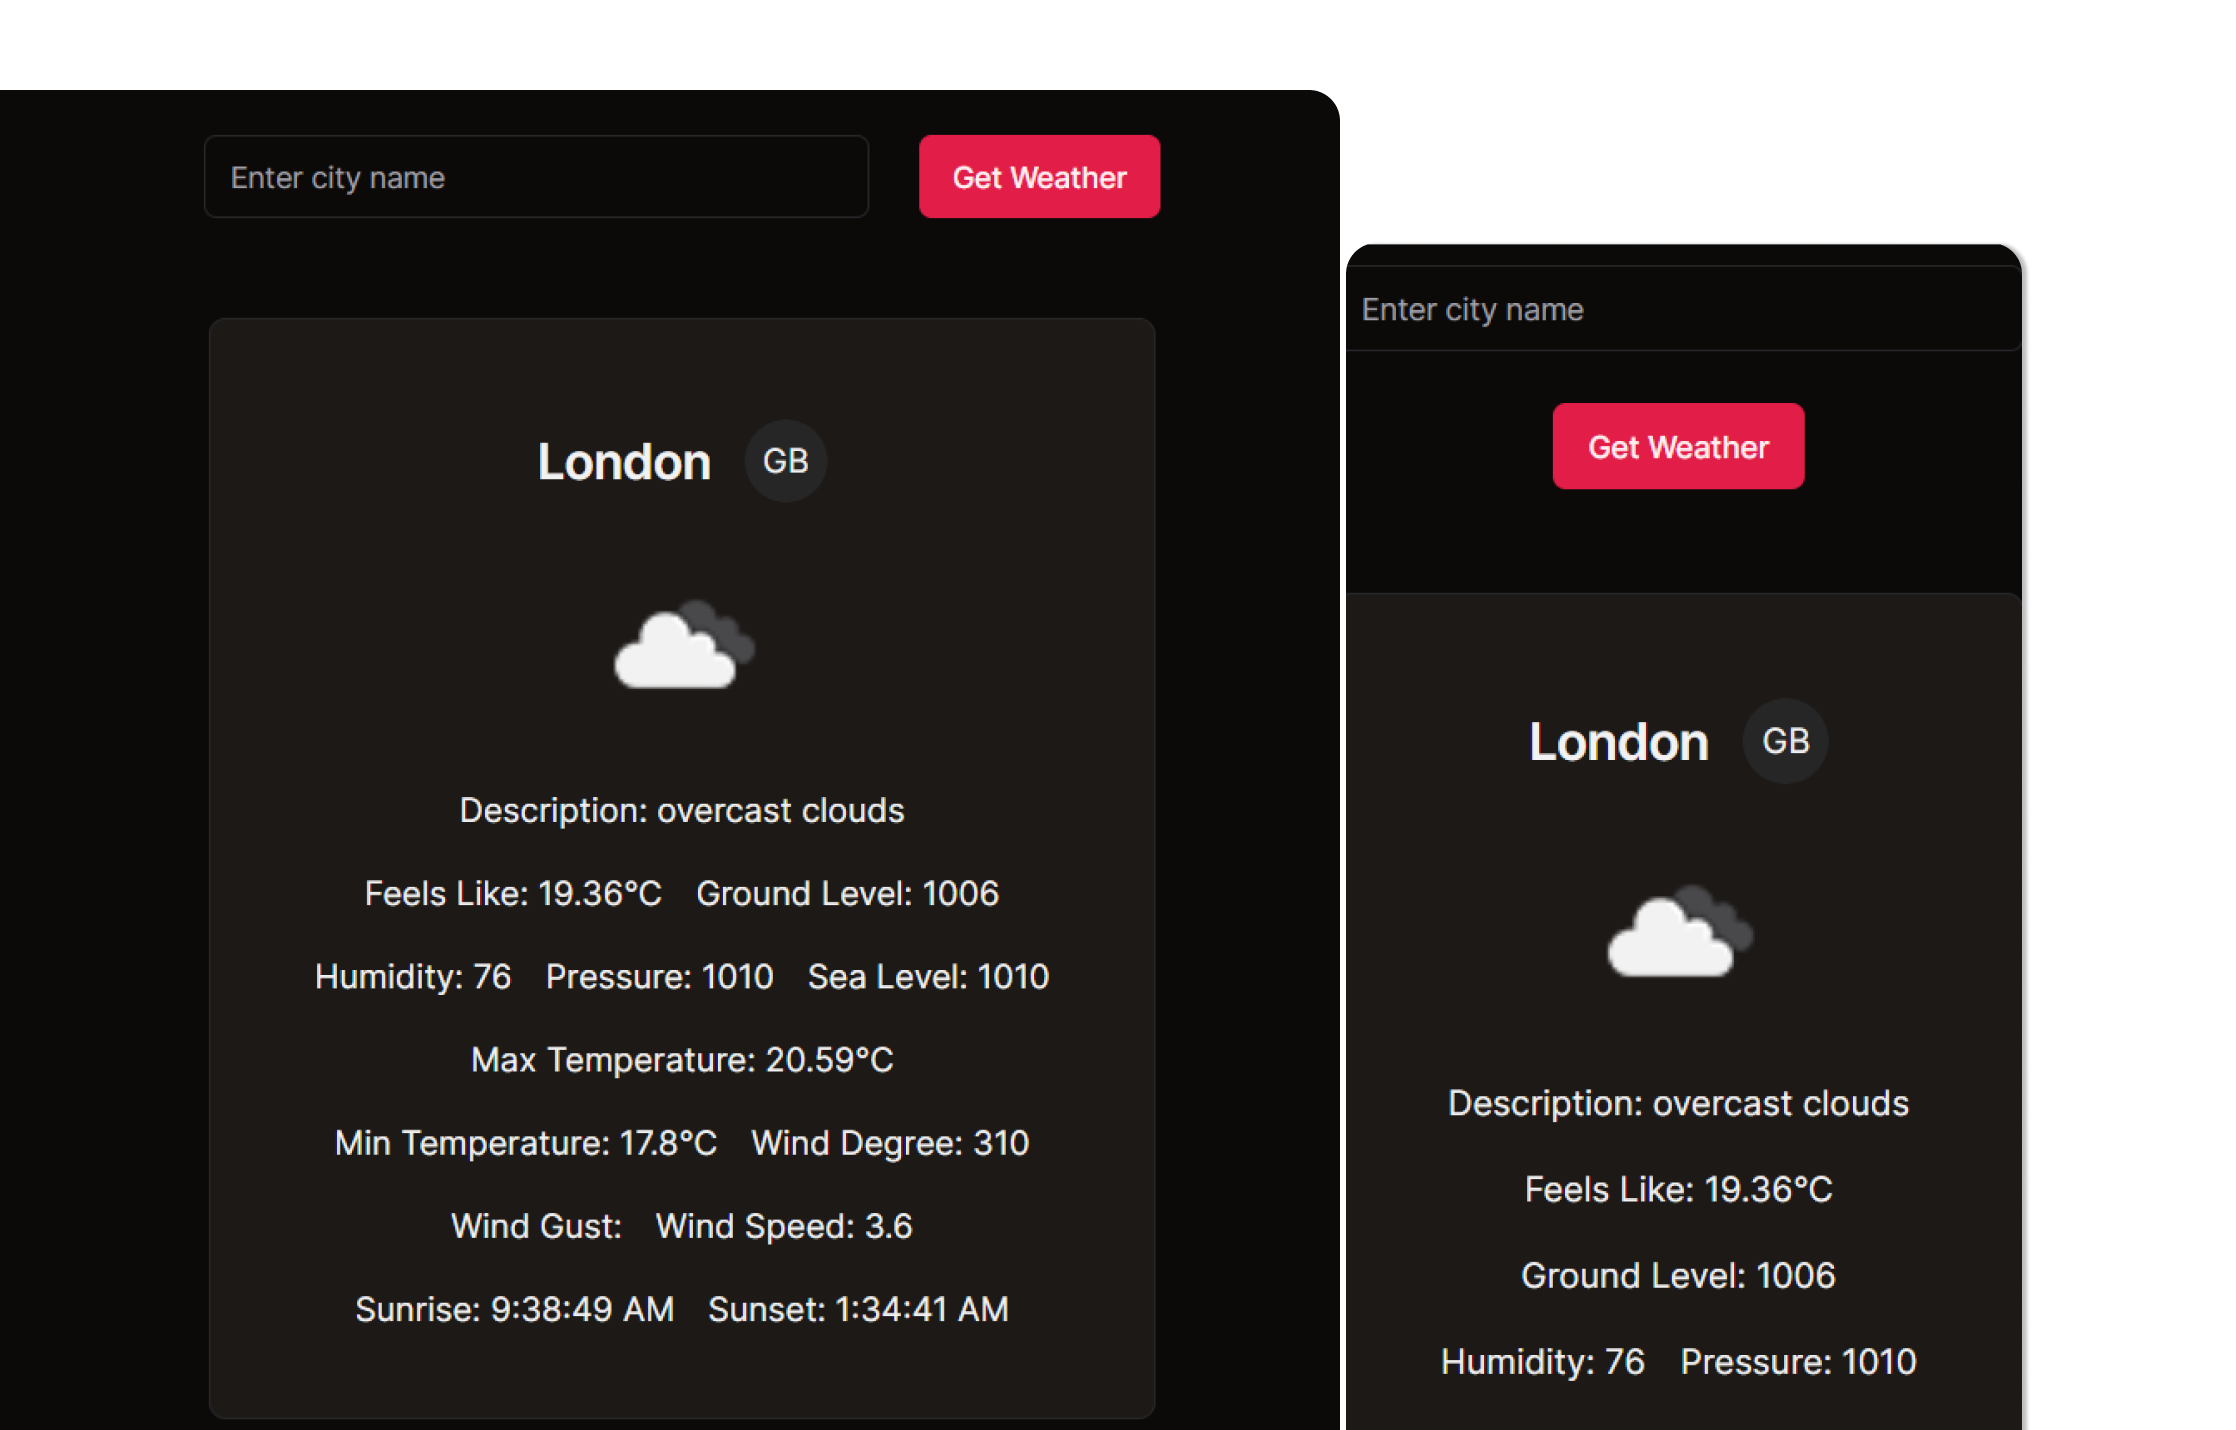 Enter city name
Get Weather
London GB
Description: overcast clouds
Feels Like: 19.36°C Ground Level: 1006
Humidity: 76 Pressure: 1010 Sea Level: 1010
Max Temperature: 20.59°C
Min Temperature: 17.8°C Wind Degree: 310
Wind Gust: Wind Speed: 3.6
Sunrise: 9:38:49 AM Sunset: 1:34:41 AM
Enter city name
Get Weather
London GB
Description: overcast clouds
Feels Like: 19.36°C
Ground Level: 1006
Humidity: 76 Pressure: 1010